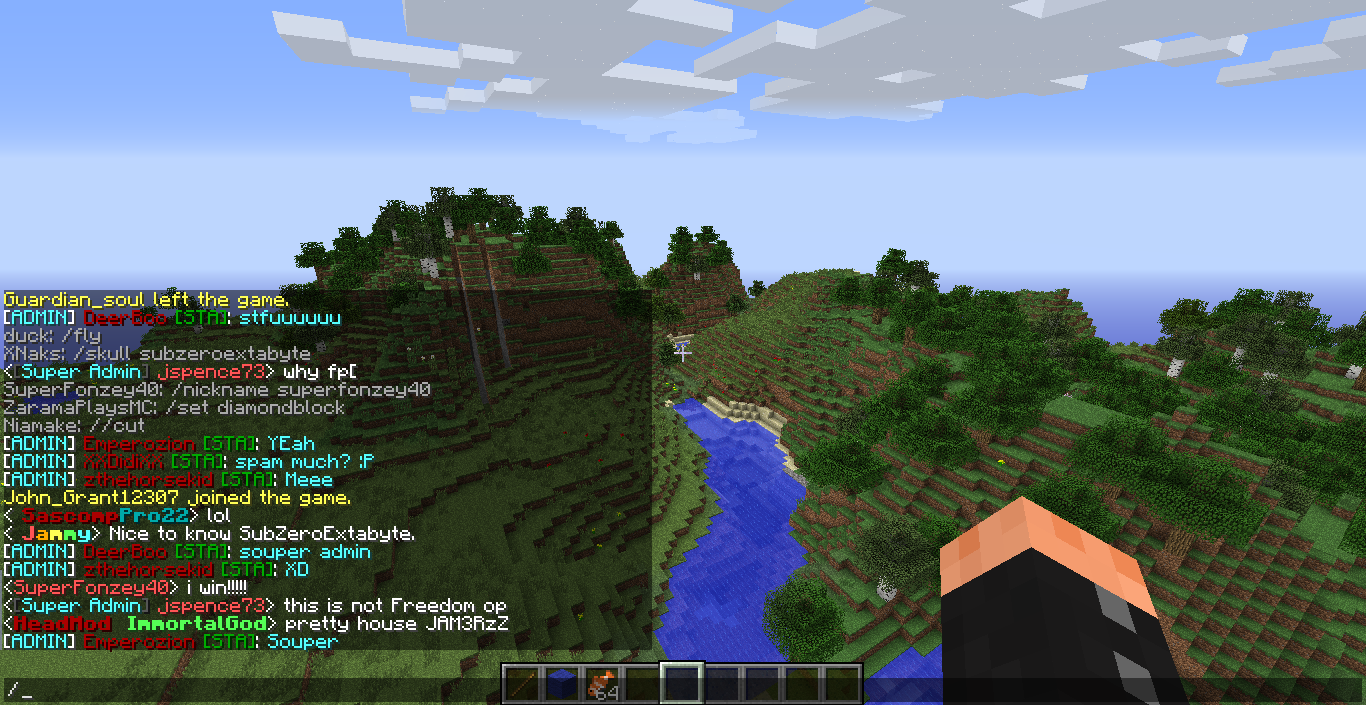 Guardian_soul left the game.
[ADMIN] DeerBoo [STA]: stfuuuuuu
duck: /fly
XNaks: /skull subzeroextabyte
<[Super Admin] jspence73> why fp[
SuperFonzey40: /nickname superfonzey40
ZaramaPlaysMC: /set diamondblock
Niamake: //cut
[ADMIN] Emperozion [STA]: YEah
[ADMIN] XXDidiXX [STA]: spam much? :P
[ADMIN] zthehorsekid [STA]: Meee
John_Grant12307 joined the game.
< SascompPro22> lol
< Jammy> Nice to know SubZeroExtabyte.
[ADMIN] DeerBoo [STA]: souper admin
[ADMIN] zthehorsekid [STA]: XD
<SuperFonzey40> i win!!!!!
<[Super Admin] jspence73> this is not Freedom op
<HeadMod ImmortalGod> pretty house JAM3RzZ
[ADMIN] Emperozion [STA]: Souper
/_
64